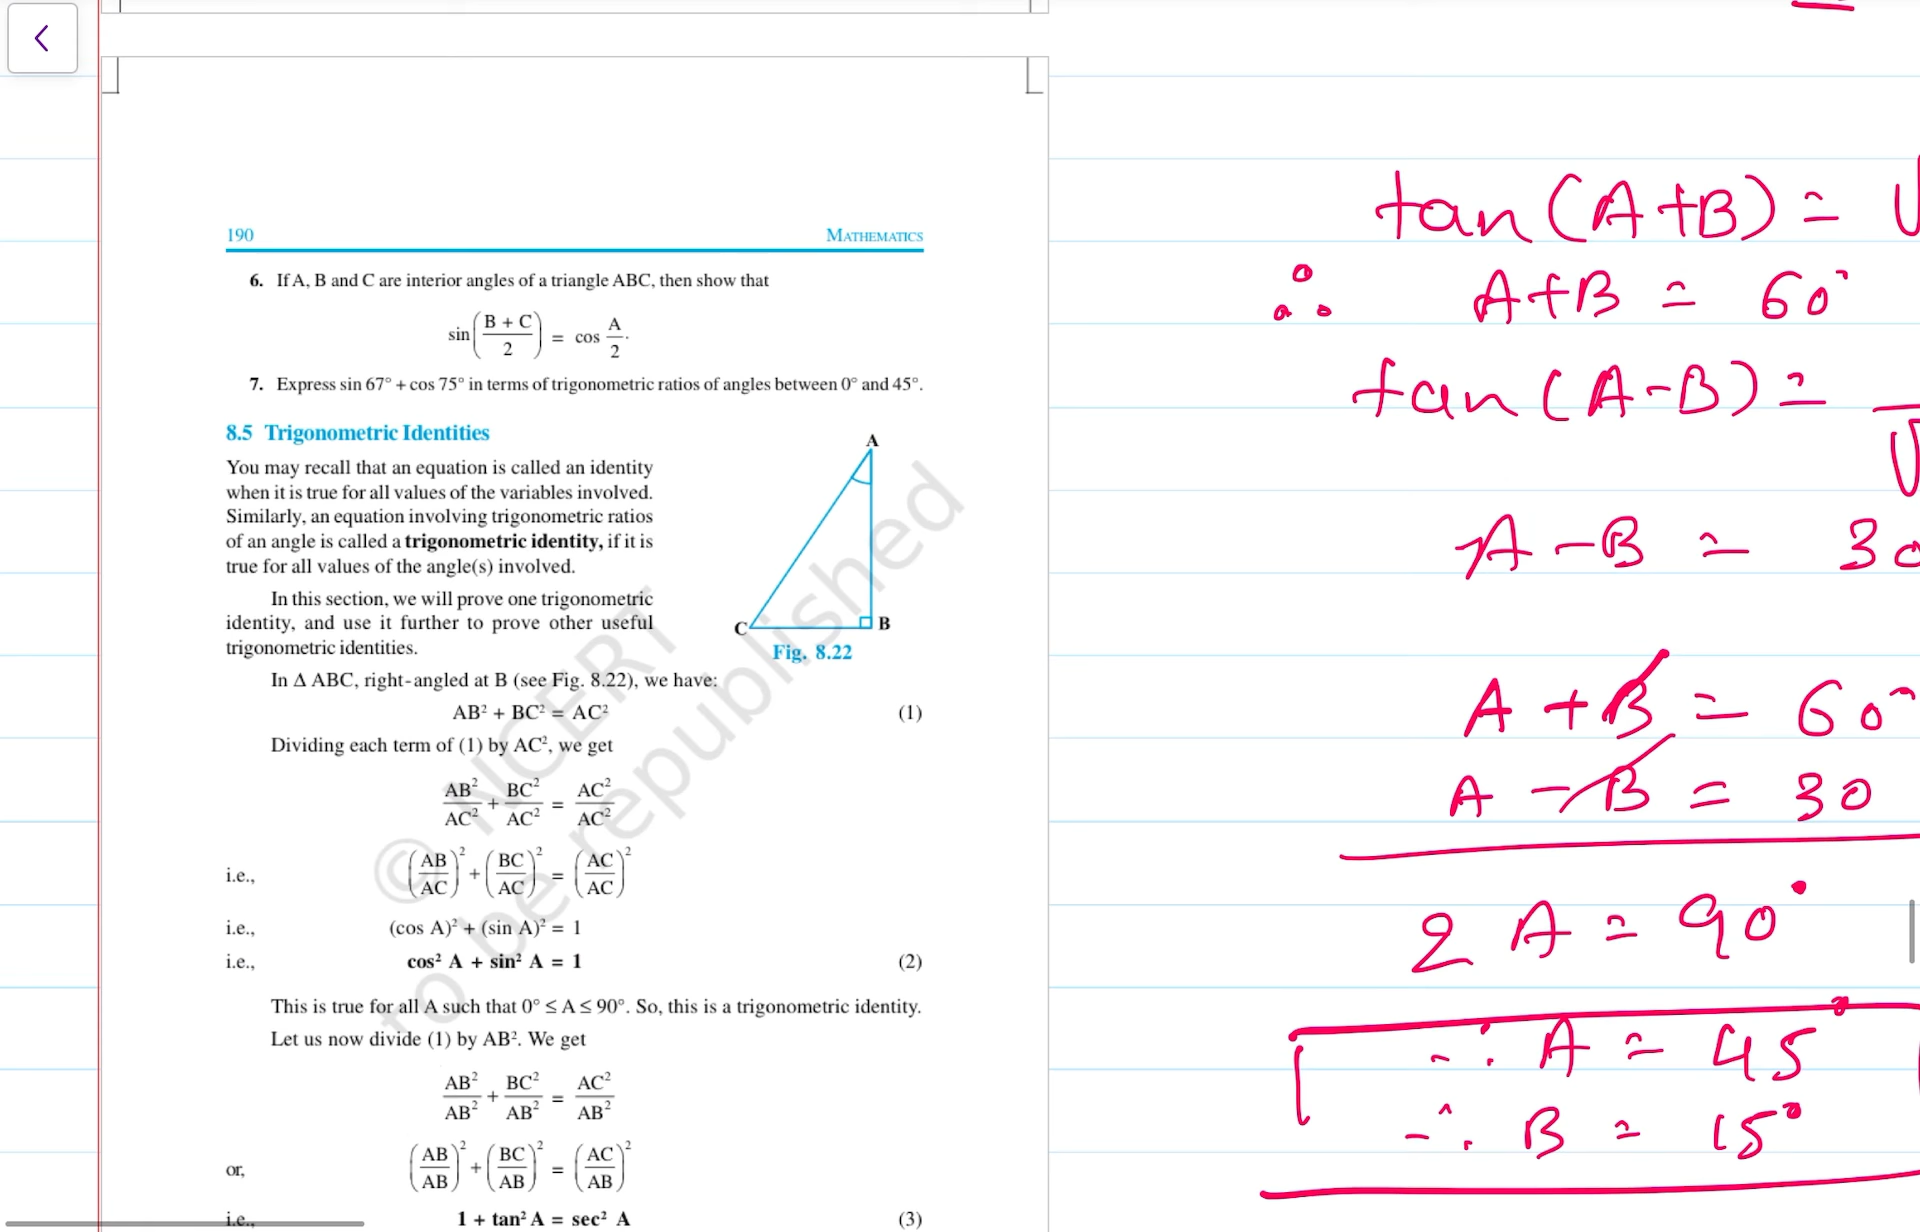 190 MATHEMATICS
6. If A, B and C are interior angles of a triangle ABC, then show that
sin((B + C)/2) = cos A/2.
7. Express sin 67° + cos 75° in terms of trigonometric ratios of angles between 0° and 45°.
8.5 Trigonometric Identities
You may recall that an equation is called an identity
when it is true for all values of the variables involved.
Similarly, an equation involving trigonometric ratios
of an angle is called a trigonometric identity, if it is
true for all values of the angle(s) involved.
In this section, we will prove one trigonometric
identity, and use it further to prove other useful
trigonometric identities.
A
C
B
Fig. 8.22
In Δ ABC, right-angled at B (see Fig. 8.22), we have:
AB² + BC² = AC² (1)
Dividing each term of (1) by AC², we get
AB²/AC² + BC²/AC² = AC²/AC²
i.e., (AB/AC)² + (BC/AC)² = (AC/AC)²
i.e., (cos A)² + (sin A)² = 1
i.e., cos² A + sin² A = 1 (2)
This is true for all A such that 0° ≤ A ≤ 90°. So, this is a trigonometric identity.
Let us now divide (1) by AB². We get
AB²/AB² + BC²/AB² = AC²/AB²
or, (AB/AB)² + (BC/AB)² = (AC/AB)²
i.e., 1 + tan² A = sec² A (3)
© NCERT
to be republished
tan(A+B) =
∴ A+B = 60°
tan(A-B) =
A-B = 30
A + B = 60°
A - B = 30
2A = 90°
∴ A = 45°
∴ B = 15°